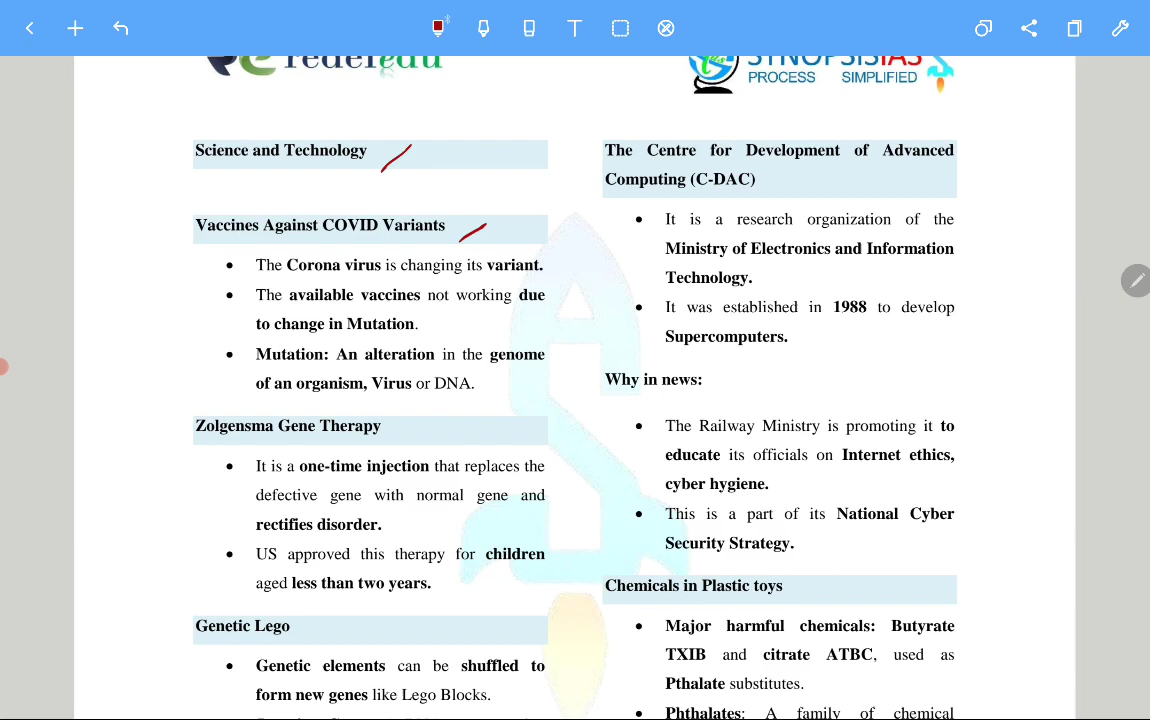 referedu
SYNOPSISIAS
PROCESS SIMPLIFIED
Science and Technology
Vaccines Against COVID Variants
• The Corona virus is changing its variant.
• The available vaccines not working due
to change in Mutation.
• Mutation: An alteration in the genome
of an organism, Virus or DNA.
Zolgensma Gene Therapy
• It is a one-time injection that replaces the
defective gene with normal gene and
rectifies disorder.
• US approved this therapy for children
aged less than two years.
Genetic Lego
• Genetic elements can be shuffled to
form new genes like Lego Blocks.
The Centre for Development of Advanced
Computing (C-DAC)
• It is a research organization of the
Ministry of Electronics and Information
Technology.
• It was established in 1988 to develop
Supercomputers.
Why in news:
• The Railway Ministry is promoting it to
educate its officials on Internet ethics,
cyber hygiene.
• This is a part of its National Cyber
Security Strategy.
Chemicals in Plastic toys
• Major harmful chemicals: Butyrate
TXIB and citrate ATBC, used as
Pthalate substitutes.
• Phthalates: A family of chemical